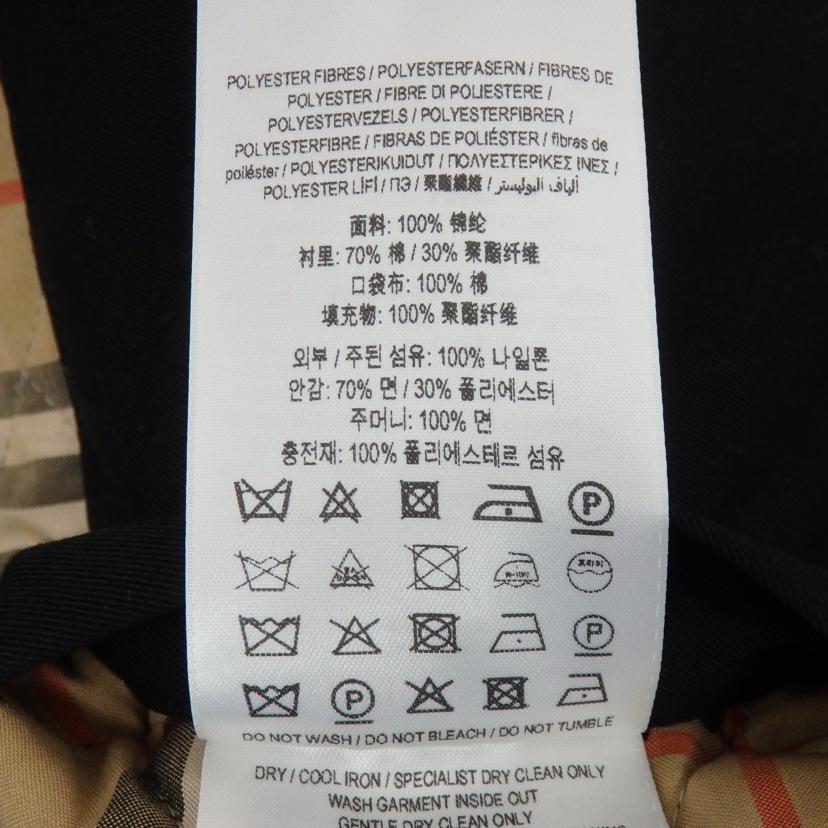 POLYESTER FIBRES / POLYESTERFASERN / FIBRES DE
POLYESTER / FIBRE DI POLIESTERE /
POLYESTERVEZELS / POLYESTERFIBRER /
POLYESTERFIBRE / FIBRAS DE POLIÉSTER / fibras de
poliéster / POLYESTERIKUIDUT / ΠΟΛΥΕΣΤΕΡΙΚΕΣ ΙΝΕΣ /
POLYESTER LİFİ / ПЭ / 聚酯纖維 / ألياف البوليستر
面料: 100% 锦纶
衬里: 70% 棉 / 30% 聚酯纤维
口袋布: 100% 棉
填充物: 100% 聚酯纤维
외부 / 주된 섬유: 100% 나일론
안감: 70% 면 / 30% 폴리에스터
주머니: 100% 면
충전재: 100% 폴리에스테르 섬유
P
P
P
DO NOT WASH / DO NOT BLEACH / DO NOT TUMBLE
DRY / COOL IRON / SPECIALIST DRY CLEAN ONLY
WASH GARMENT INSIDE OUT
GENTLE DRY CLEAN ONLY